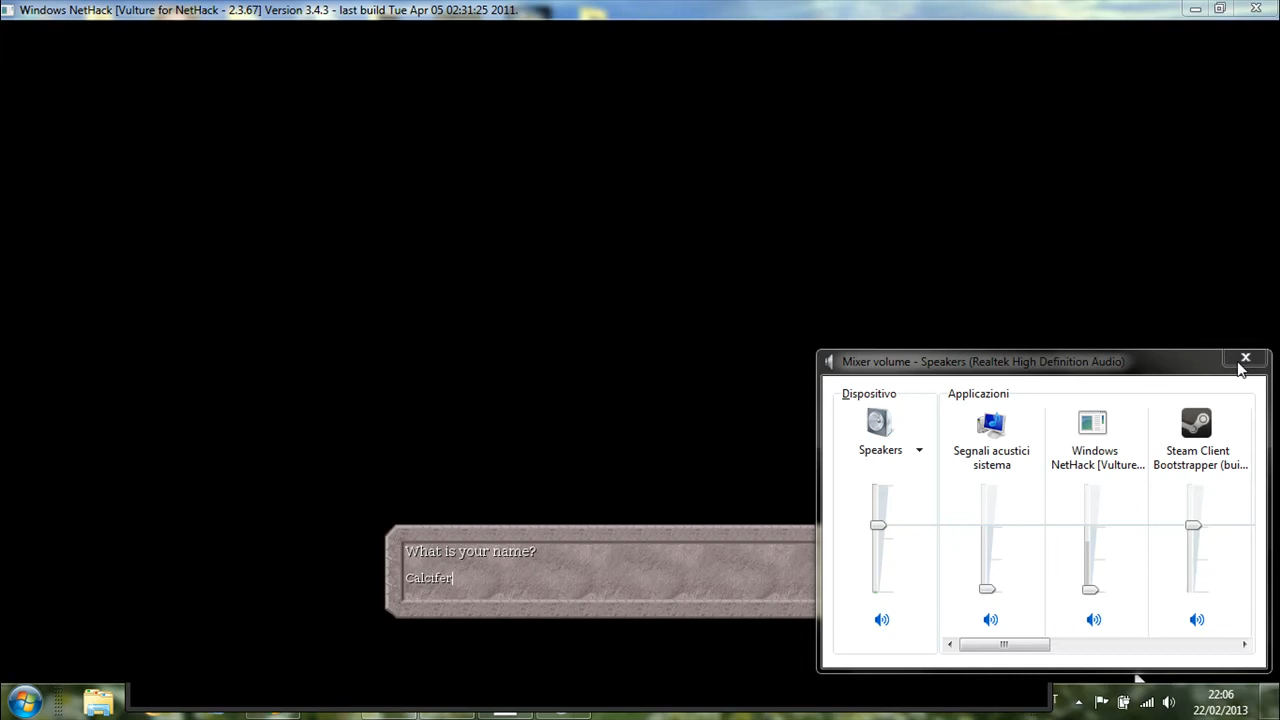 Windows NetHack [Vulture for NetHack - 2.3.67] Version 3.4.3 - last build Tue Apr 05 02:31:25 2011.
Mixer volume - Speakers (Realtek High Definition Audio)
Dispositivo
Applicazioni
Speakers
Segnali acustici
sistema
Windows
NetHack [Vulture...
Steam Client
Bootstrapper (bui...
What is your name?
Calcifer
22:06
22/02/2013